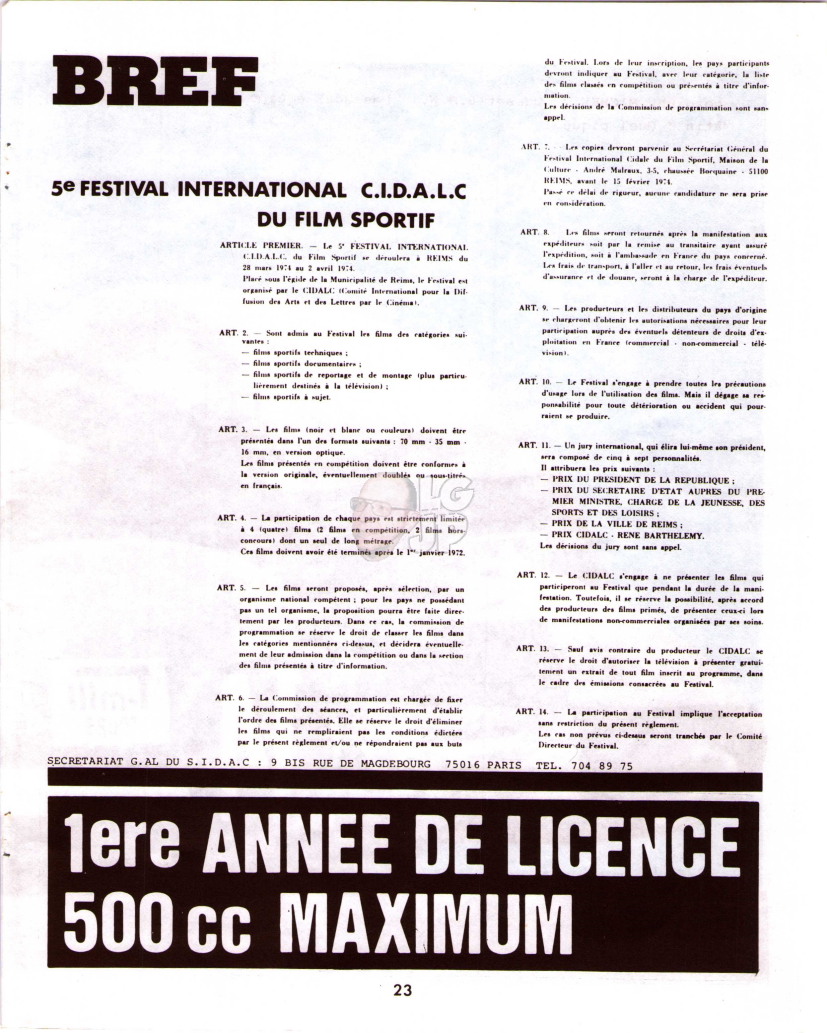 BREF
5e FESTIVAL INTERNATIONAL C.I.D.A.L.C
DU FILM SPORTIF
ARTICLE PREMIER. — Le 5e FESTIVAL INTERNATIONAL
C.I.D.A.L.C. du Film Sportif se déroulera à REIMS du
28 mars 1974 au 2 avril 1974.
Placé sous l'égide de la Municipalité de Reims, le Festival est
organisé par le CIDALC (Comité International pour la Dif-
fusion des Arts et des Lettres par le Cinéma).
ART. 2. — Sont admis au Festival les films des catégories sui-
vantes :
— films sportifs techniques ;
— films sportifs documentaires ;
— films sportifs de reportage et de montage (plus particu-
lièrement destinés à la télévision) ;
— films sportifs à sujet.
ART. 3. — Les films (noir et blanc ou couleurs) doivent être
présentés dans l'un des formats suivants : 70 mm - 35 mm -
16 mm, en version optique.
Les films présentés en compétition doivent être conformes à
la version originale, éventuellement doublés ou sous-titrés
en français.
ART. 4. — La participation de chaque pays est strictement limitée
à 4 (quatre) films (2 films en compétition, 2 films hors-
concours) dont un seul de long métrage.
Ces films doivent avoir été terminés après le 1er janvier 1972.
ART. 5. — Les films seront proposés, après sélection, par un
organisme national compétent ; pour les pays ne possédant
pas un tel organisme, la proposition pourra être faite direc-
tement par les producteurs. Dans ce cas, la commission de
programmation se réserve le droit de classer les films dans
les catégories mentionnées ci-dessus, et décidera éventuelle-
ment de leur admission dans la compétition ou dans la section
des films présentés à titre d'information.
ART. 6. — La Commission de programmation est chargée de fixer
le déroulement des séances, et particulièrement d'établir
l'ordre des films présentés. Elle se réserve le droit d'éliminer
les films qui ne rempliraient pas les conditions édictées
par le présent règlement et/ou ne répondraient pas aux buts
du Festival. Lors de leur inscription, les pays participants
devront indiquer au Festival, avec leur catégorie, la liste
des films classés en compétition ou présentés à titre d'infor-
mation.
Les décisions de la Commission de programmation sont sans
appel.
ART. 7. — Les copies devront parvenir au Secrétariat Général du
Festival International Cidalc du Film Sportif, Maison de la
Culture - André Malraux, 3-5, chaussée Bocquaine - 51100
REIMS, avant le 15 février 1974.
Passé ce délai de rigueur, aucune candidature ne sera prise
en considération.
ART. 8. Les films seront retournés après la manifestation aux
expéditeurs soit par la remise au transitaire ayant assuré
l'expédition, soit à l'ambassade en France du pays concerné.
Les frais de transport, à l'aller et au retour, les frais éventuels
d'assurance et de douane, seront à la charge de l'expéditeur.
ART. 9. — Les producteurs et les distributeurs du pays d'origine
se chargeront d'obtenir les autorisations nécessaires pour leur
participation auprès des éventuels détenteurs de droits d'ex-
ploitation en France (commercial - non-commercial - télé-
vision).
ART. 10. — Le Festival s'engage à prendre toutes les précautions
d'usage lors de l'utilisation des films. Mais il dégage sa res-
ponsabilité pour toute détérioration ou accident qui pour-
raient se produire.
ART. 11. — Un jury international, qui élira lui-même son président,
sera composé de cinq à sept personnalités.
Il attribuera les prix suivants :
— PRIX DU PRESIDENT DE LA REPUBLIQUE ;
— PRIX DU SECRETAIRE D'ETAT AUPRES DU PRE-
MIER MINISTRE, CHARGE DE LA JEUNESSE, DES
SPORTS ET DES LOISIRS ;
— PRIX DE LA VILLE DE REIMS ;
— PRIX CIDALC - RENE BARTHELEMY.
Les décisions du jury sont sans appel.
ART. 12. — Le CIDALC s'engage à ne présenter les films qui
participeront au Festival que pendant la durée de la mani-
festation. Toutefois, il se réserve la possibilité, après accord
des producteurs des films primés, de présenter ceux-ci lors
de manifestations non-commerciales organisées par ses soins.
ART. 13. — Sauf avis contraire du producteur le CIDALC se
réserve le droit d'autoriser la télévision à présenter gratui-
tement un extrait de tout film inscrit au programme, dans
le cadre des émissions consacrées au Festival.
ART. 14. — La participation au Festival implique l'acceptation
sans restriction du présent règlement.
Les cas non prévus ci-dessus seront tranchés par le Comité
Directeur du Festival.
SECRETARIAT G.AL DU S.I.D.A.C : 9 BIS RUE DE MAGDEBOURG 75016 PARIS TEL. 704 89 75
1ere ANNEE DE LICENCE
500 cc MAXIMUM
23
LG
JP